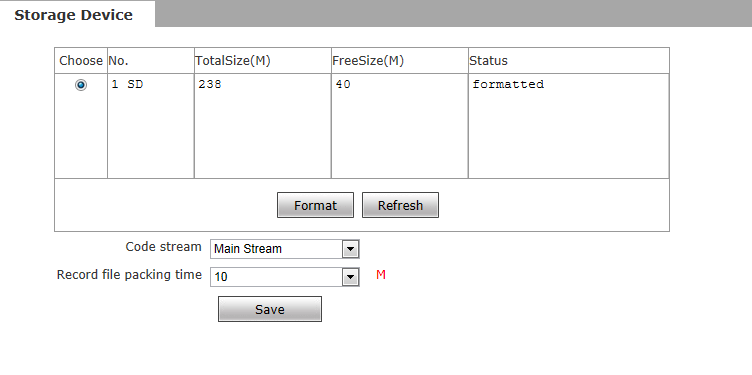 Storage Device
Choose No. TotalSize(M) FreeSize(M) Status
1 SD 238 40 formatted
Format Refresh
Code stream Main Stream
Record file packing time 10 M
Save